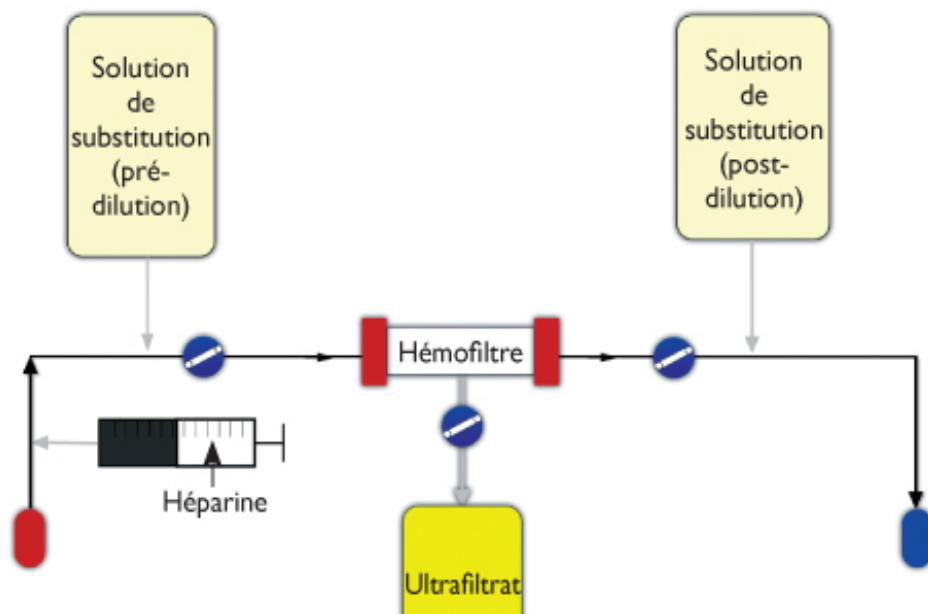 Solution
de
substitution
(pré-
dilution)
Solution
de
substitution
(post-
dilution)
Hémofiltre
Héparine
Ultrafiltrat